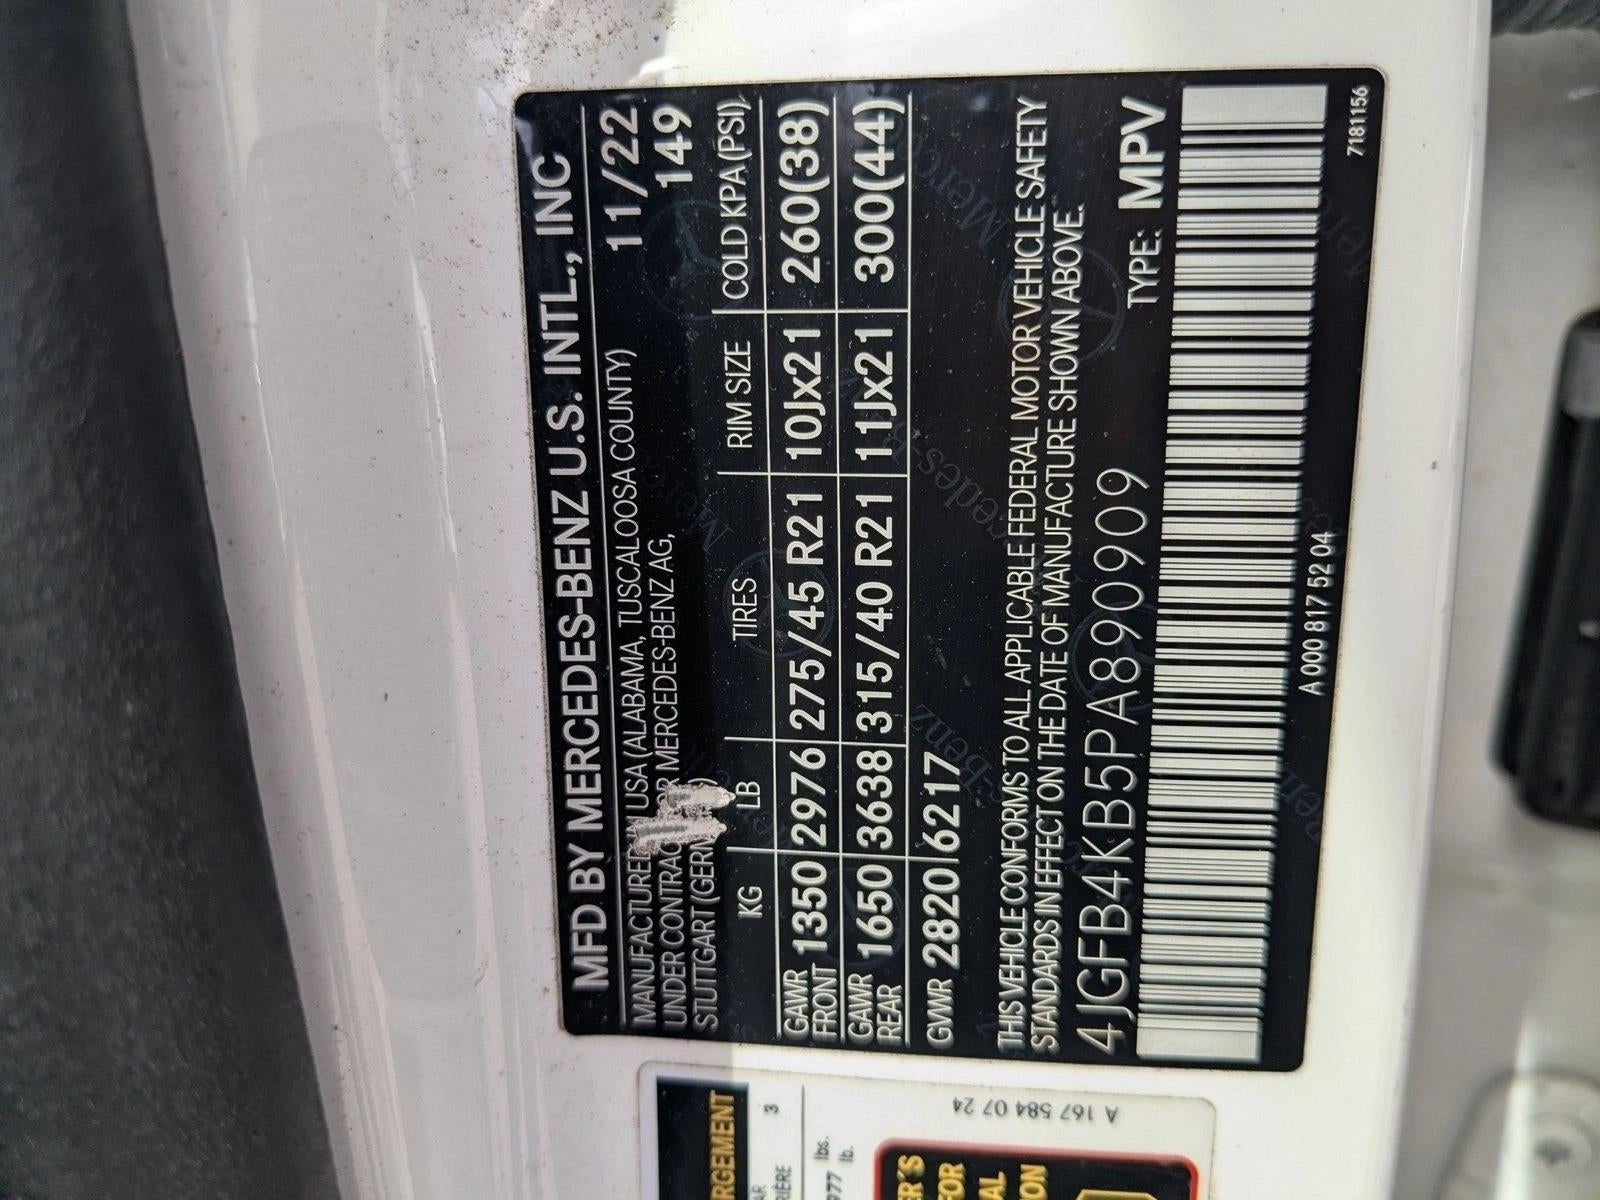 MFD BY MERCEDES-BENZ U.S. INTL., INC
MANUFACTURED USA (ALABAMA, TUSCALOOSA COUNTY) 11/22
UNDER MERCEDES-BENZ AG, 149
STUTTGART
KG LB TIRES RIM SIZE COLD KPA (PSI)
GAWR FRONT 1350 2976 275/45 R21 10Jx21 260(38)
GAWR REAR 1650 3638 315/40 R21 11Jx21 300(44)
GVWR 2820 6217
THIS VEHICLE CONFORMS TO ALL APPLICABLE FEDERAL MOTOR VEHICLE SAFETY
STANDARDS IN EFFECT ON THE DATE OF MANUFACTURE SHOWN ABOVE.
4JGFB4KB5PA890909 TYPE: MPV
A 000 817 52 04
7181156
3
lbs.
lb.
A 167 584 07 24